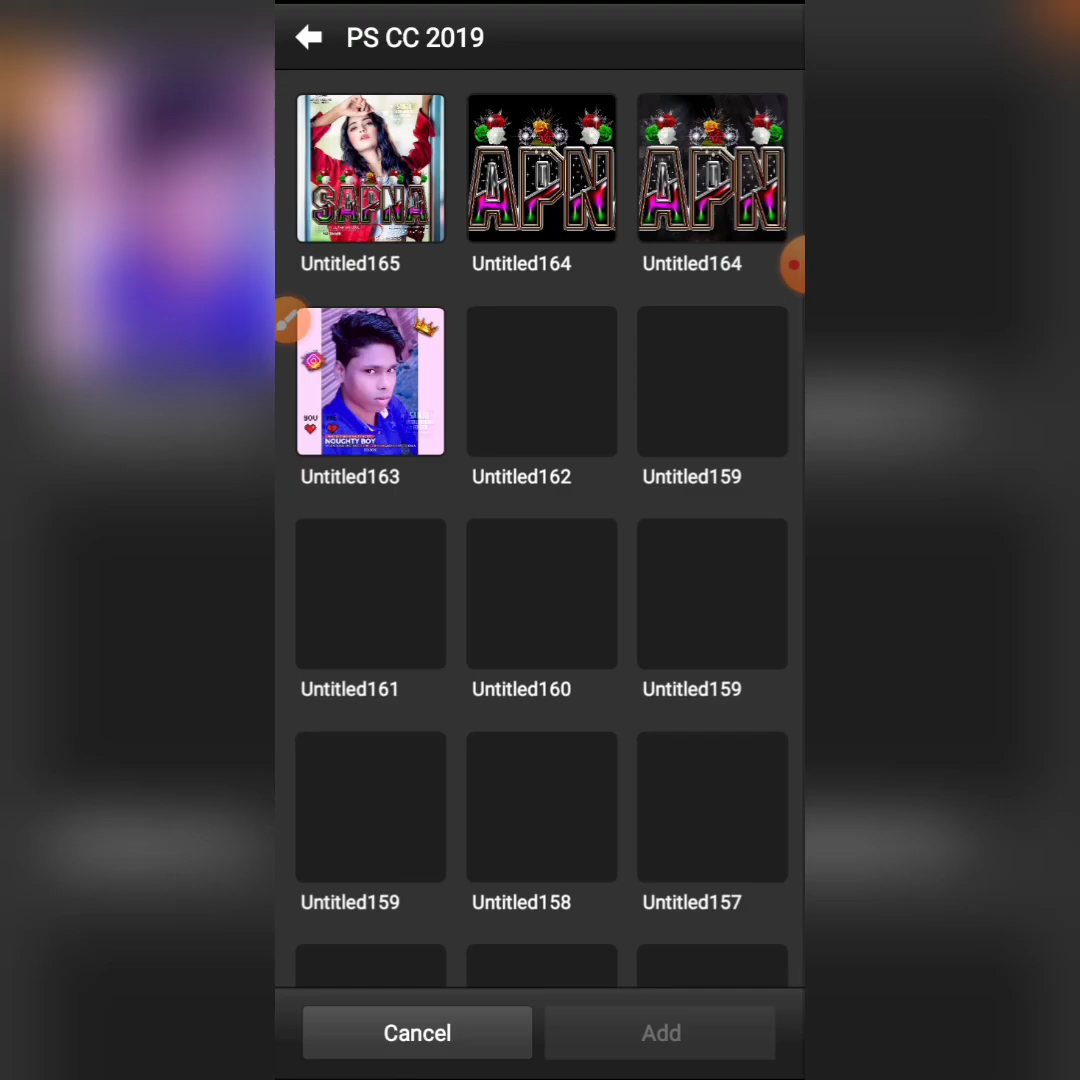 PS CC 2019
SAPNA
APN
APN
Untitled165
Untitled164
Untitled164
YOU
NOUGHTY BOY
Untitled163
Untitled162
Untitled159
Untitled161
Untitled160
Untitled159
Untitled159
Untitled158
Untitled157
Cancel
Add